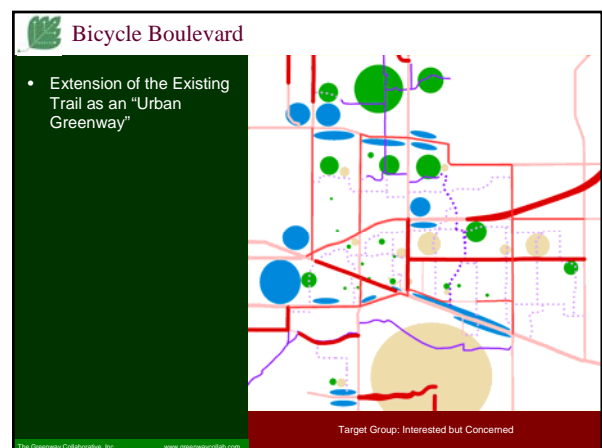 Bicycle Boulevard
• Extension of the Existing
Trail as an “Urban
Greenway”
Target Group: Interested but Concerned
The Greenway Collaborative, Inc.
www.greenwaycollab.com